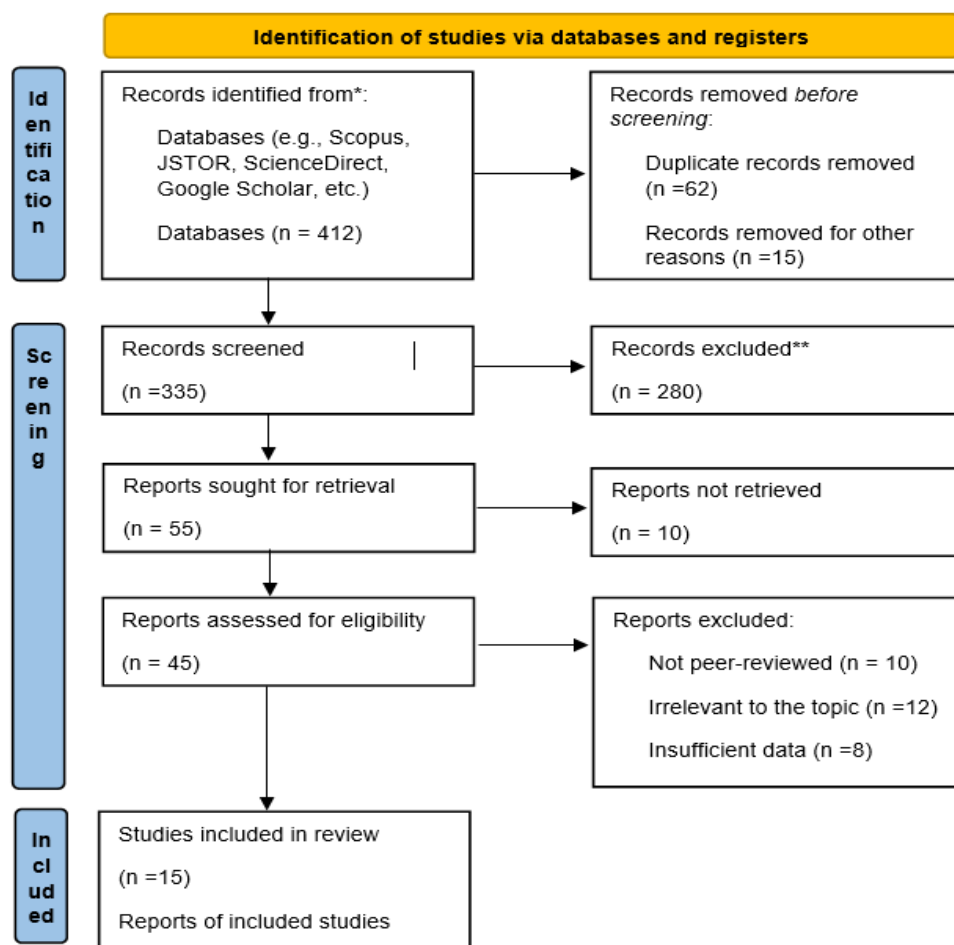 Identification of studies via databases and registers
Id
en
tifi
ca
tio
n
Records identified from*:
Databases (e.g., Scopus,
JSTOR, ScienceDirect,
Google Scholar, etc.)
Databases (n = 412)
Records removed before
screening:
Duplicate records removed
(n =62)
Records removed for other
reasons (n =15)
Sc
re
en
in
g
Records screened
(n =335)
Records excluded**
(n = 280)
Reports sought for retrieval
(n = 55)
Reports not retrieved
(n = 10)
Reports assessed for eligibility
(n = 45)
Reports excluded:
Not peer-reviewed (n = 10)
Irrelevant to the topic (n =12)
Insufficient data (n =8)
In
cl
ud
ed
Studies included in review
(n =15)
Reports of included studies